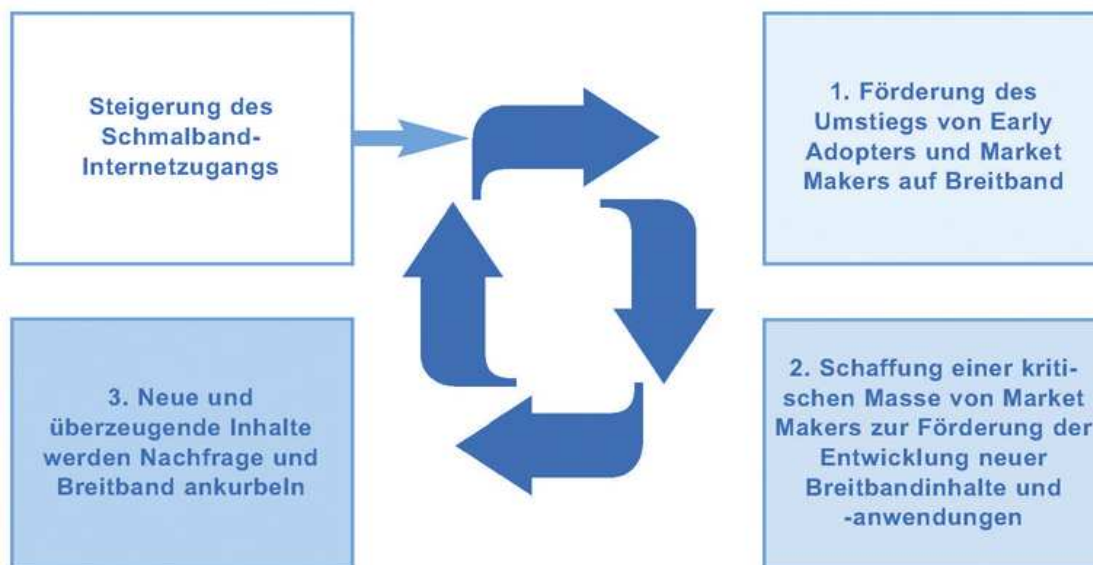 Steigerung des
Schmalband-
Internetzugangs
1. Förderung des
Umstiegs von Early
Adopters und Market
Makers auf Breitband
2. Schaffung einer kriti-
schen Masse von Market
Makers zur Förderung der
Entwicklung neuer
Breitbandinhalte und
-anwendungen
3. Neue und
überzeugende Inhalte
werden Nachfrage und
Breitband ankurbeln